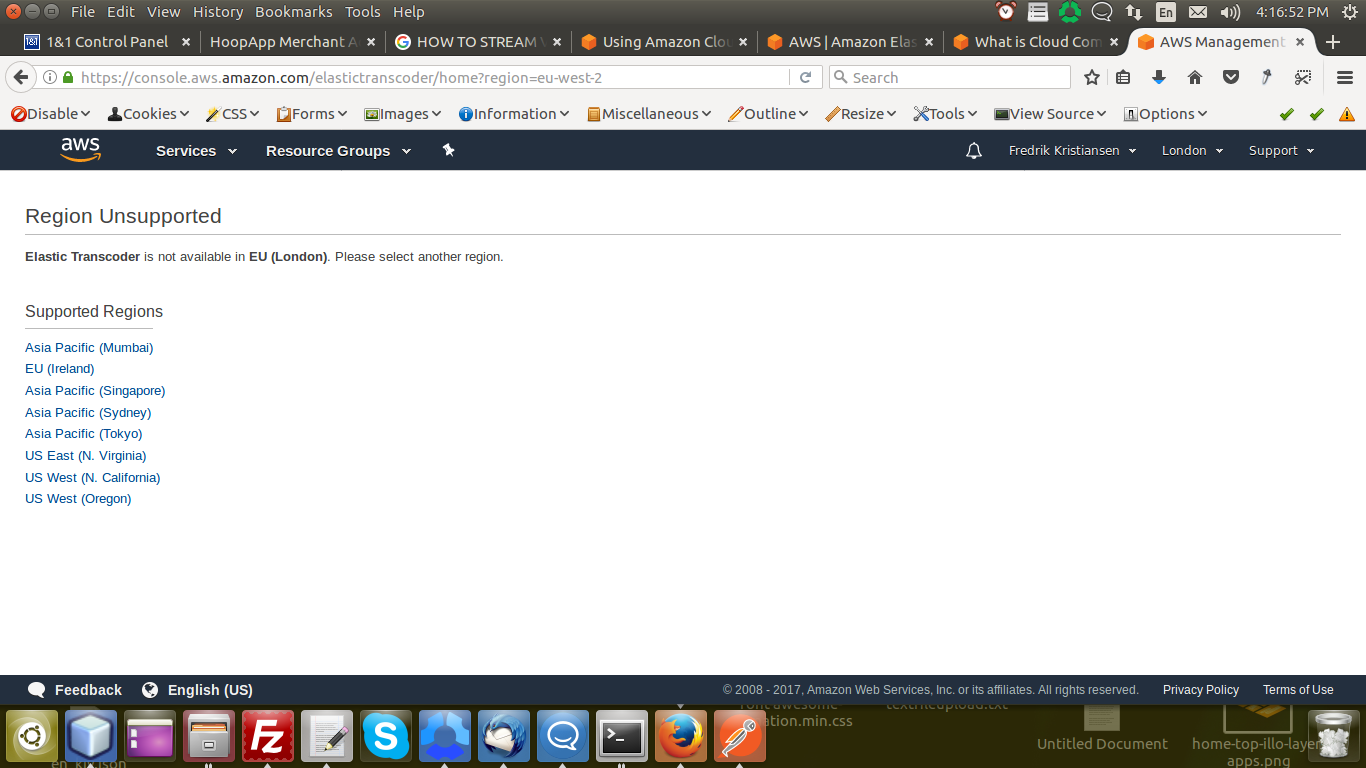 File Edit View History Bookmarks Tools Help En 4:16:52 PM
1&1 Control Panel HoopApp Merchant A HOW TO STREAM Using Amazon Clou AWS | Amazon Elas What is Cloud Com AWS Management
https://console.aws.amazon.com/elastictranscoder/home?region=eu-west-2 Search
Disable Cookies CSS Forms Images Information Miscellaneous Outline Resize Tools View Source Options
aws Services Resource Groups Fredrik Kristiansen London Support
Region Unsupported
Elastic Transcoder is not available in EU (London). Please select another region.
Supported Regions
Asia Pacific (Mumbai)
EU (Ireland)
Asia Pacific (Singapore)
Asia Pacific (Sydney)
Asia Pacific (Tokyo)
US East (N. Virginia)
US West (N. California)
US West (Oregon)
Feedback English (US) © 2008 - 2017, Amazon Web Services, Inc. or its affiliates. All rights reserved. Privacy Policy Terms of Use
ation.min.css
Untitled Document home-top-illo-layer
apps.png